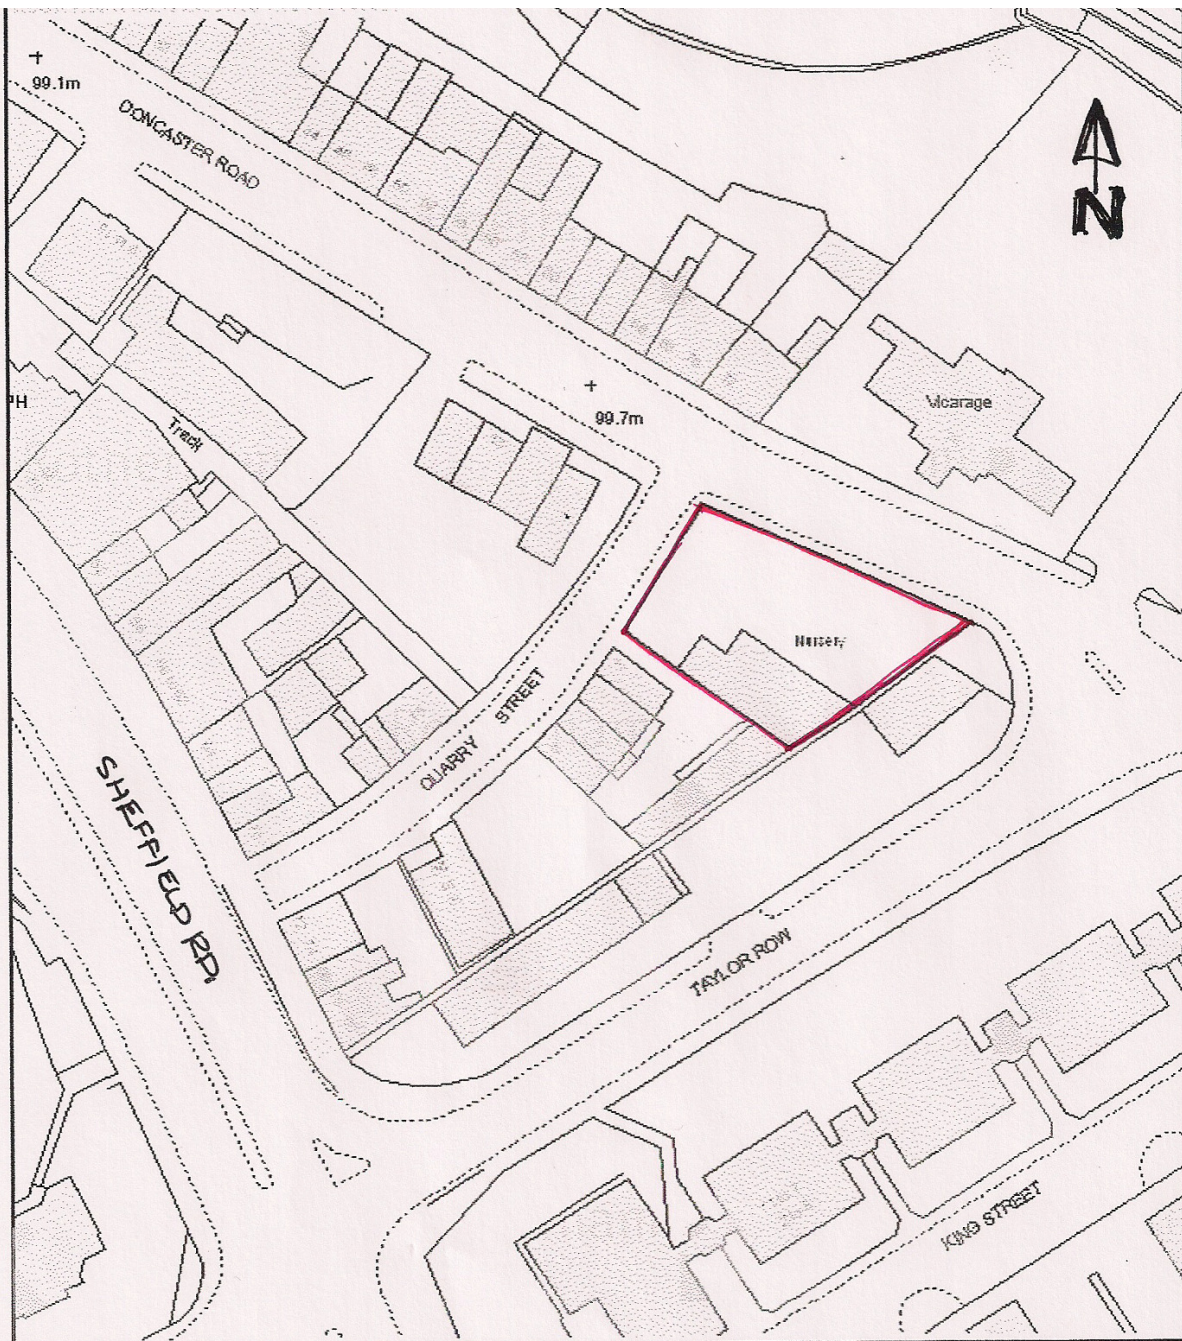 99.1m
DONCASTER ROAD
N
Vicarage
PH
99.7m
Track
Nursery
QUARRY STREET
SHEFFIELD RD
TAYLOR ROW
KING STREET